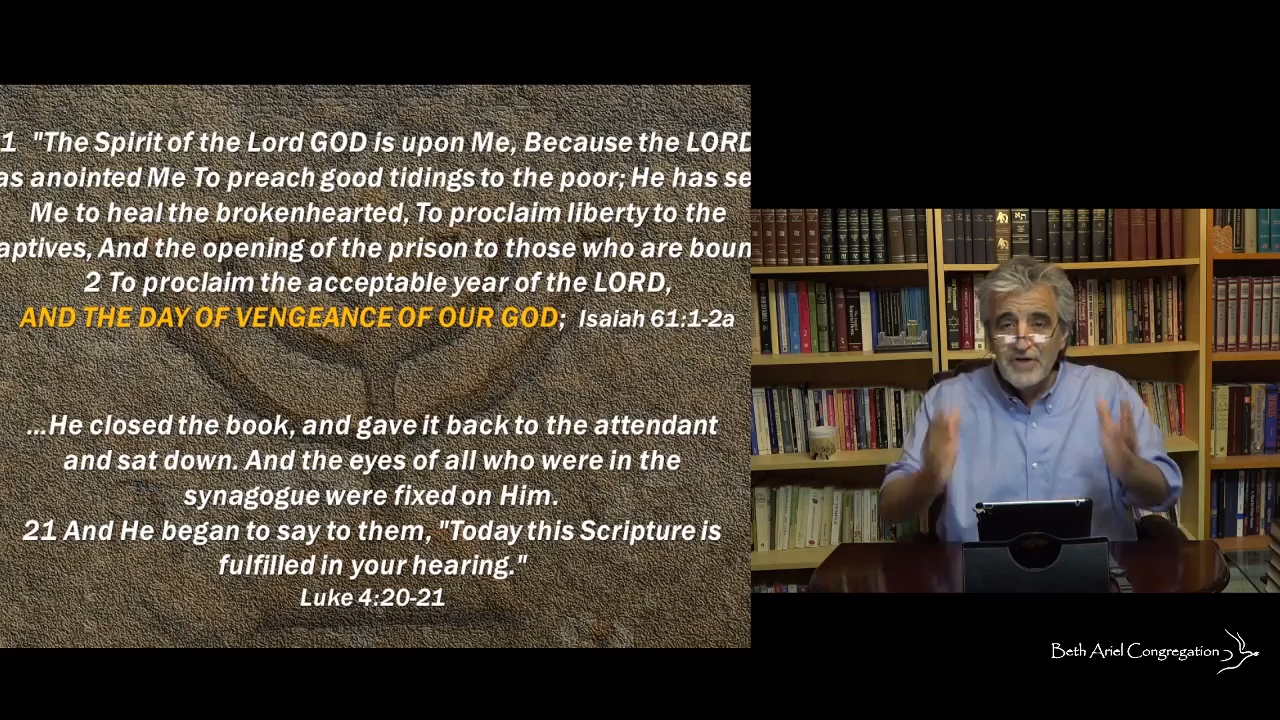 1 "The Spirit of the Lord GOD is upon Me, Because the LORD
as anointed Me To preach good tidings to the poor; He has se
Me to heal the brokenhearted, To proclaim liberty to the
aptives, And the opening of the prison to those who are boun
2 To proclaim the acceptable year of the LORD,
AND THE DAY OF VENGEANCE OF OUR GOD; Isaiah 61:1-2a
...He closed the book, and gave it back to the attendant
and sat down. And the eyes of all who were in the
synagogue were fixed on Him.
21 And He began to say to them, "Today this Scripture is
fulfilled in your hearing."
Luke 4:20-21
Beth Ariel Congregation